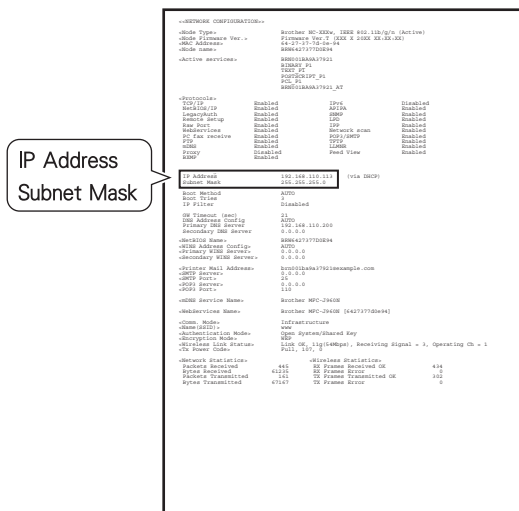 IP Address
Subnet Mask
<<NETWORK CONFIGURATION>>
<Node Type> Brother NC-XXXw, IEEE 802.11b/g/n (Active)
<Node Firmware Ver.> Firmware Ver.T (XXX X 20XX XX:XX:XX)
<MAC Address> 64-27-37-7d-0e-94
<Node name> BRW6427377D0E94
<Active services> BRN001BA9A37921
BINARY_P1
TEXT_P1
POSTSCRIPT_P1
PCL_P1
BRN001BA9A37921_AT
<Protocols>
TCP/IP Enabled IPv6 Disabled
NetBIOS/IP Enabled APIPA Enabled
LegacyAuth Enabled SNMP Enabled
Remote Setup Enabled LPD Enabled
Raw Port Enabled IPP Enabled
WebServices Enabled Network scan Enabled
PC fax receive Enabled POP3/SMTP Enabled
FTP Enabled TFTP Enabled
mDNS Enabled LLMNR Enabled
Proxy Disabled Feed View Enabled
BEMP Enabled
IP Address 192.168.110.113 (via DHCP)
Subnet Mask 255.255.255.0
Boot Method AUTO
Boot Tries 3
IP Filter Disabled
GW Timeout (sec) 21
DNS Address Config AUTO
Primary DNS Server 192.168.110.200
Secondary DNS Server 0.0.0.0
<NetBIOS Name> BRW6427377D0E94
<WINS Address Config> AUTO
<Primary WINS Server> 0.0.0.0
<Secondary WINS Server> 0.0.0.0
<Printer Mail Address> brn001ba9a37921@example.com
<SMTP Server> 0.0.0.0
<SMTP Port> 25
<POP3 Server> 0.0.0.0
<POP3 Port> 110
<mDNS Service Name> Brother MFC-J960N
<WebServices Name> Brother MFC-J960N [6427377d0e94]
<Comm. Mode> Infrastructure
<Name(SSID)> www
<Authentication Mode> Open System/Shared Key
<Encryption Mode> WEP
<Wireless Link Status> Link OK, 11g(54Mbps), Receiving Signal = 3, Operating Ch = 1
<Tx Power Code> Full, 107, 0
<Network Statistics> <Wireless Statistics>
Packets Received 445 RX Frames Received OK 434
Bytes Received 61235 RX Frames Error 0
Packets Transmitted 161 TX Frames Transmitted OK 302
Bytes Transmitted 67167 TX Frames Error 0